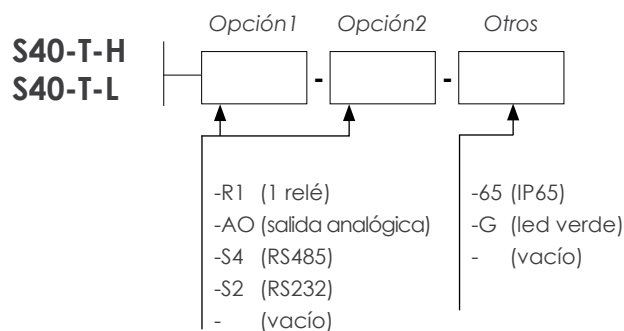 Opción1 Opción2 Otros
S40-T-H
S40-T-L
- -
-R1 (1 relé)
-AO (salida analógica)
-S4 (RS485)
-S2 (RS232)
- (vacío)
-65 (IP65)
-G (led verde)
- (vacío)